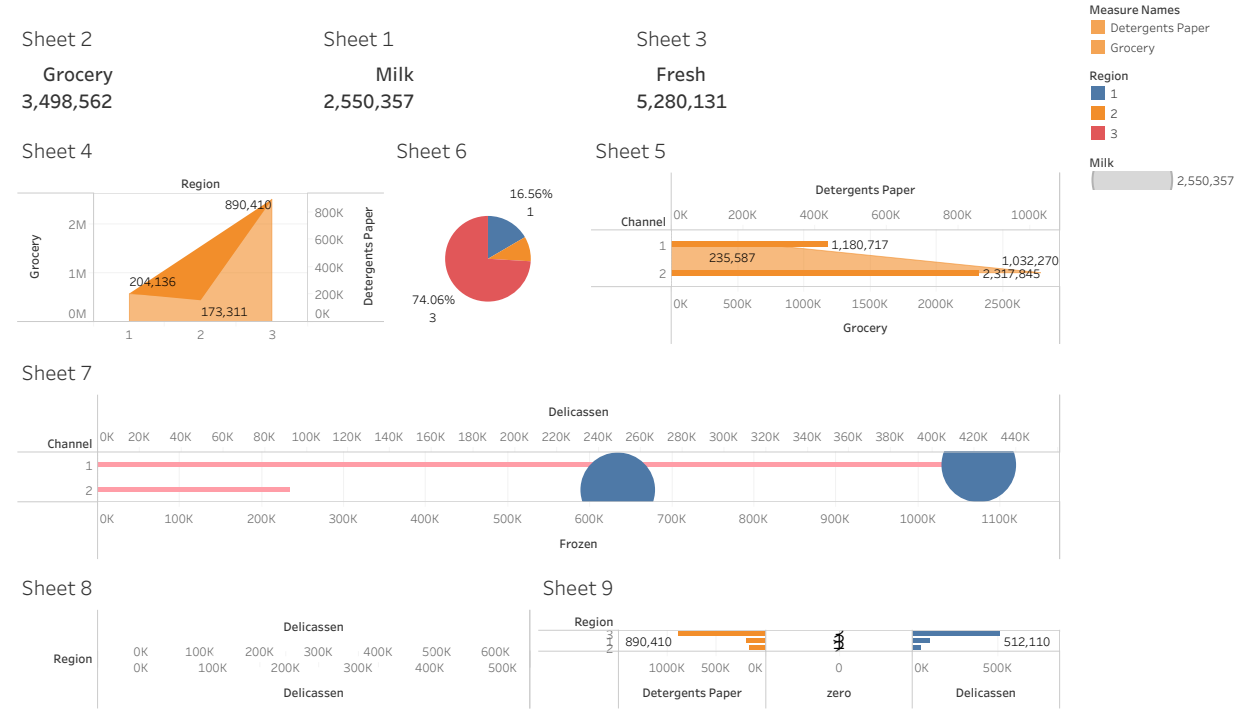 Sheet 2
Sheet 1
Sheet 3
Grocery
3,498,562
Milk
2,550,357
Fresh
5,280,131
Measure Names
Detergents Paper
Grocery
Region
1
2
3
Milk
2,550,357
Sheet 4
Region
Grocery
2M
1M
0M
890,410
204,136
173,311
800K
600K
400K
200K
0K
Detergents Paper
1 2 3
Sheet 6
16.56%
1
74.06%
3
Sheet 5
Detergents Paper
Channel
0K 200K 400K 600K 800K 1000K
1
1,180,717
235,587
1,032,270
2
2,317,845
0K 500K 1000K 1500K 2000K 2500K
Grocery
Sheet 7
Delicassen
Channel
0K 20K 40K 60K 80K 100K 120K 140K 160K 180K 200K 220K 240K 260K 280K 300K 320K 340K 360K 380K 400K 420K 440K
1
2
0K 100K 200K 300K 400K 500K 600K 700K 800K 900K 1000K 1100K
Frozen
Sheet 8
Delicassen
Region
0K 100K 200K 300K 400K 500K 600K
0K 100K 200K 300K 400K 500K
Delicassen
Sheet 9
Region
3
1
2
890,410
512,110
1000K 500K 0K
0
0K 500K
Detergents Paper
zero
Delicassen